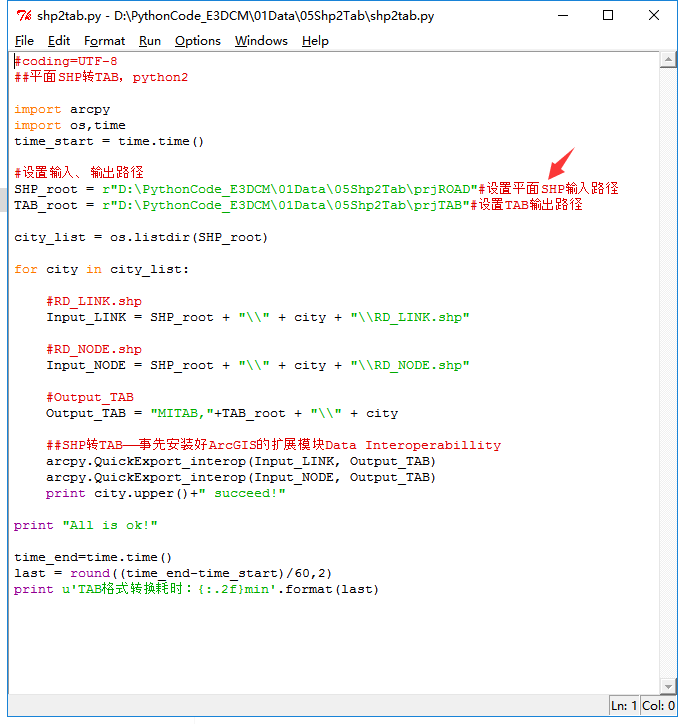 shp2tab.py - D:\PythonCode_E3DCM\01Data\05Shp2Tab\shp2tab.py
File Edit Format Run Options Windows Help
#coding=UTF-8
##平面SHP转TAB，python2
import arcpy
import os,time
time_start = time.time()
#设置输入、输出路径
SHP_root = r"D:\PythonCode_E3DCM\01Data\05Shp2Tab\prjROAD"#设置平面SHP输入路径
TAB_root = r"D:\PythonCode_E3DCM\01Data\05Shp2Tab\prjTAB"#设置TAB输出路径
city_list = os.listdir(SHP_root)
for city in city_list:
#RD_LINK.shp
Input_LINK = SHP_root + "\\" + city + "\\RD_LINK.shp"
#RD_NODE.shp
Input_NODE = SHP_root + "\\" + city + "\\RD_NODE.shp"
#Output_TAB
Output_TAB = "MITAB,"+TAB_root + "\\" + city
##SHP转TAB——事先安装好ArcGIS的扩展模块Data Interoperabillity
arcpy.QuickExport_interop(Input_LINK, Output_TAB)
arcpy.QuickExport_interop(Input_NODE, Output_TAB)
print city.upper()+" succeed!"
print "All is ok!"
time_end=time.time()
last = round((time_end-time_start)/60,2)
print u'TAB格式转换耗时：{:.2f}min'.format(last)
Ln: 1 Col: 0